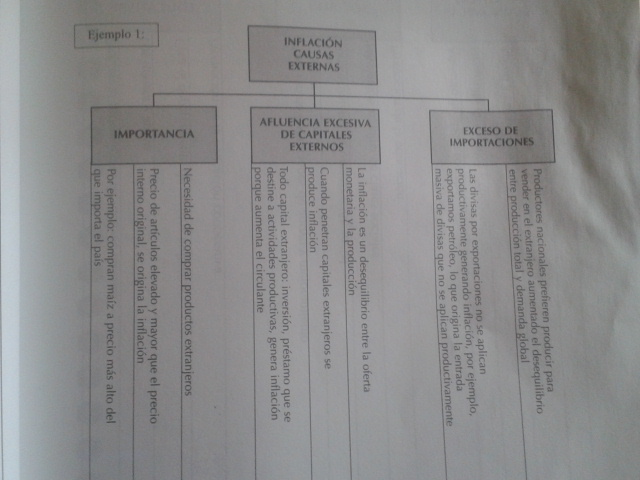 Ejemplo 1:
INFLACIÓN
CAUSAS
EXTERNAS
IMPORTANCIA
Necesidad de comprar productos extranjeros
Precio de artículos elevado y mayor que el precio
interno original, se origina la inflación
Por ejemplo: compran maíz a precio más alto del
que importa el país
AFLUENCIA EXCESIVA
DE CAPITALES
EXTERNOS
La inflación es un desequilibrio entre la oferta
monetaria y la producción
Cuando penetran capitales extranjeros se
produce inflación
Todo capital extranjero: inversión, préstamo que se
destine a actividades productivas, genera inflación
porque aumenta el circulante
EXCESO DE
IMPORTACIONES
Productores nacionales prefieren producir para
vender en el extranjero aumentado el desequilibrio
entre producción total y demanda global
Las divisas por exportaciones no se aplican
productivamente generando inflación, por ejemplo,
exportamos petróleo, lo que origina la entrada
masiva de divisas que no se aplican productivamente